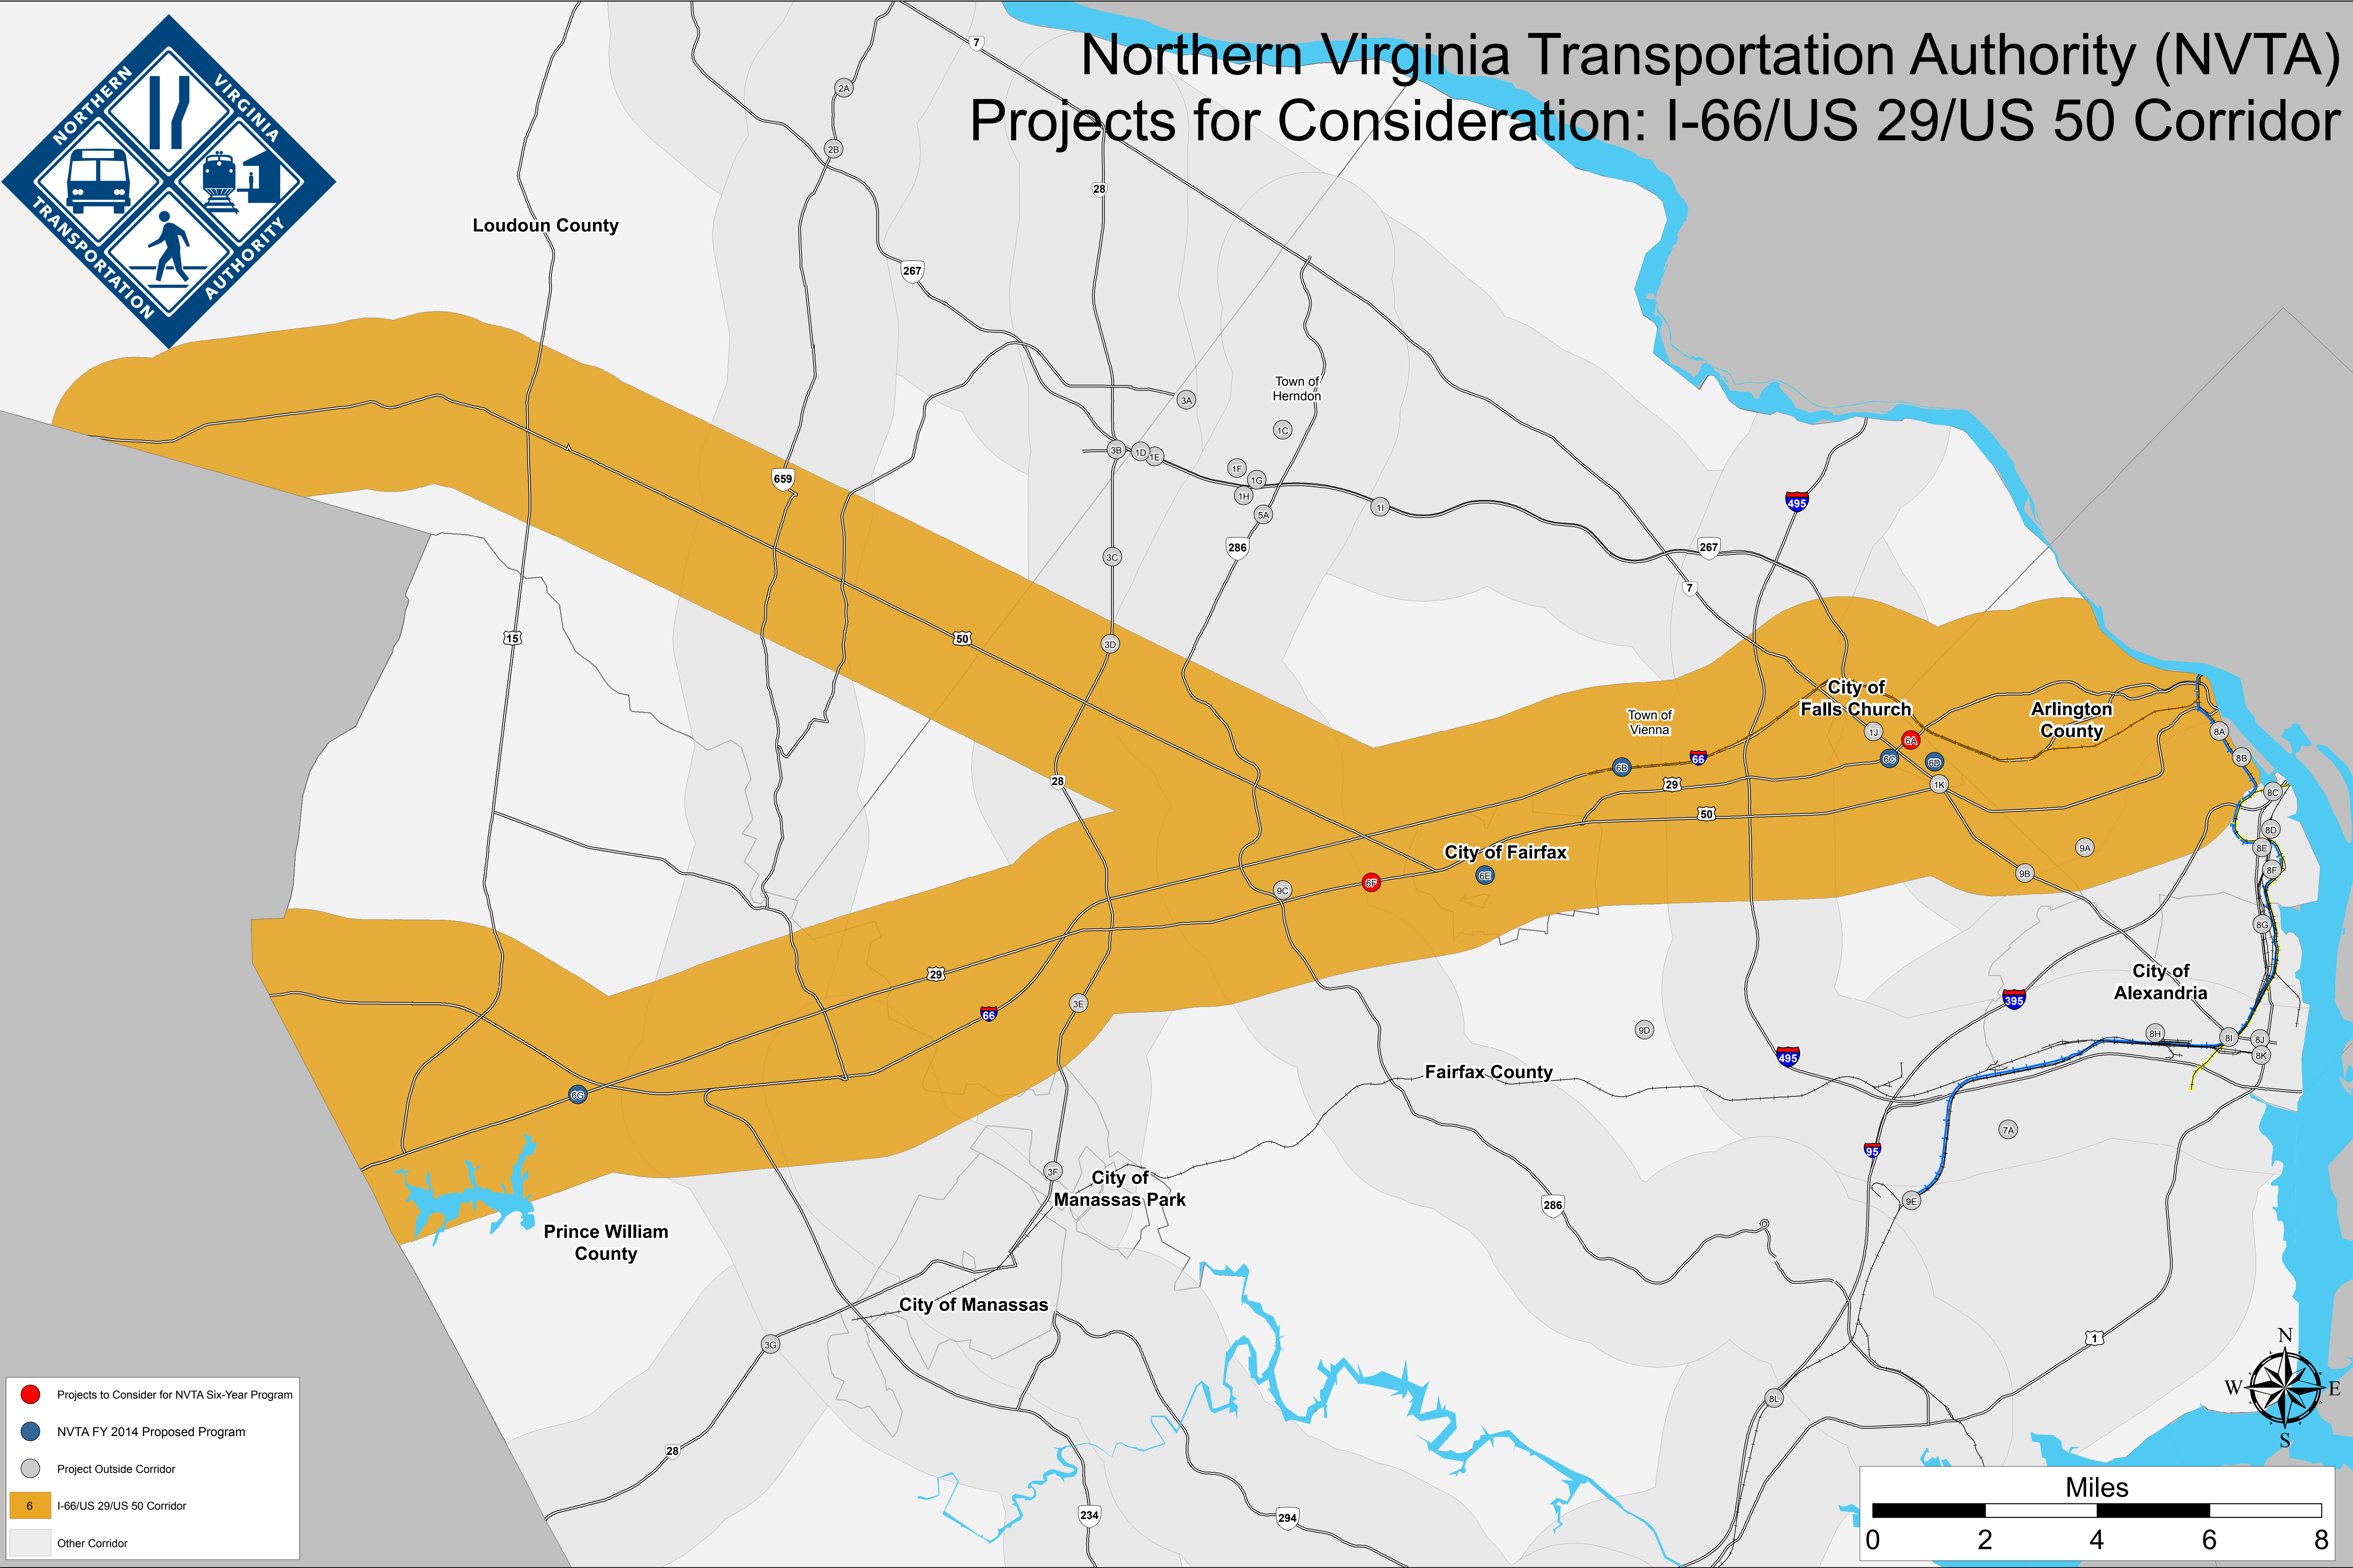 Northern Virginia Transportation Authority (NVTA)
Projects for Consideration: I-66/US 29/US 50 Corridor
NORTHERN
VIRGINIA
TRANSPORTATION
AUTHORITY
7
2A
2B
28
Loudoun County
267
Town of
Herndon
3A
1C
3B
1D
1E
1F
1G
1H
5A
1I
659
495
286
267
3C
7
15
50
3D
City of
Falls Church
Town of
Vienna
Arlington
County
1J
6A
8A
6B
66
6C
6D
8B
28
29
1K
8C
50
8D
City of Fairfax
9A
8E
6F
6E
9B
8F
9C
8G
29
City of
Alexandria
3E
66
395
9D
8H
8I
8J
495
8K
Fairfax County
6G
7A
95
3F
City of
Manassas Park
286
9E
Prince William
County
City of Manassas
3G
1
8L
28
234
294
N
W
E
S
Projects to Consider for NVTA Six-Year Program
NVTA FY 2014 Proposed Program
Project Outside Corridor
6
I-66/US 29/US 50 Corridor
Other Corridor
Miles
0 2 4 6 8